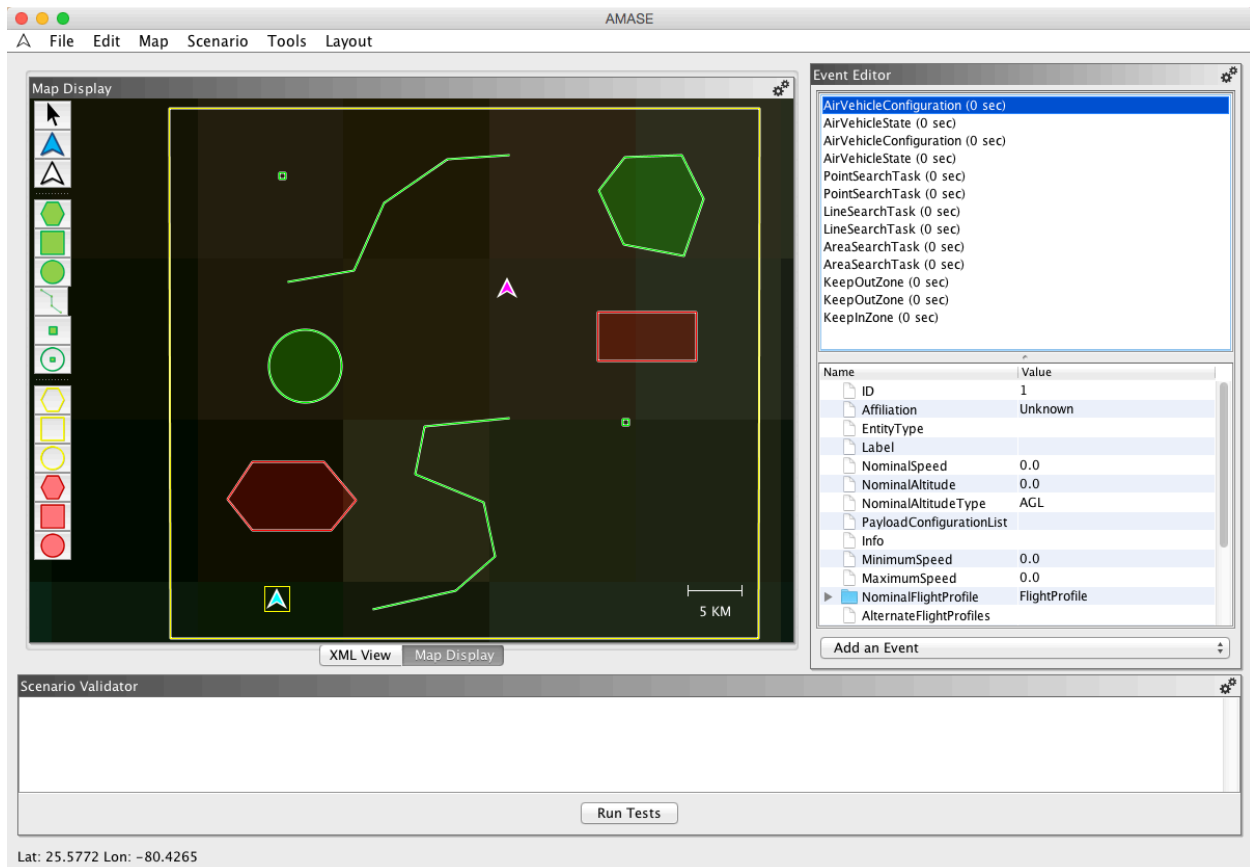 AMASE
File Edit Map Scenario Tools Layout
Map Display
5 KM
XML View Map Display
Event Editor
AirVehicleConfiguration (0 sec)
AirVehicleState (0 sec)
AirVehicleConfiguration (0 sec)
AirVehicleState (0 sec)
PointSearchTask (0 sec)
PointSearchTask (0 sec)
LineSearchTask (0 sec)
LineSearchTask (0 sec)
AreaSearchTask (0 sec)
AreaSearchTask (0 sec)
KeepOutZone (0 sec)
KeepOutZone (0 sec)
KeepInZone (0 sec)
Name Value
ID 1
Affiliation Unknown
EntityType
Label
NominalSpeed 0.0
NominalAltitude 0.0
NominalAltitudeType AGL
PayloadConfigurationList
Info
MinimumSpeed 0.0
MaximumSpeed 0.0
NominalFlightProfile FlightProfile
AlternateFlightProfiles
Add an Event
Scenario Validator
Run Tests
Lat: 25.5772 Lon: −80.4265